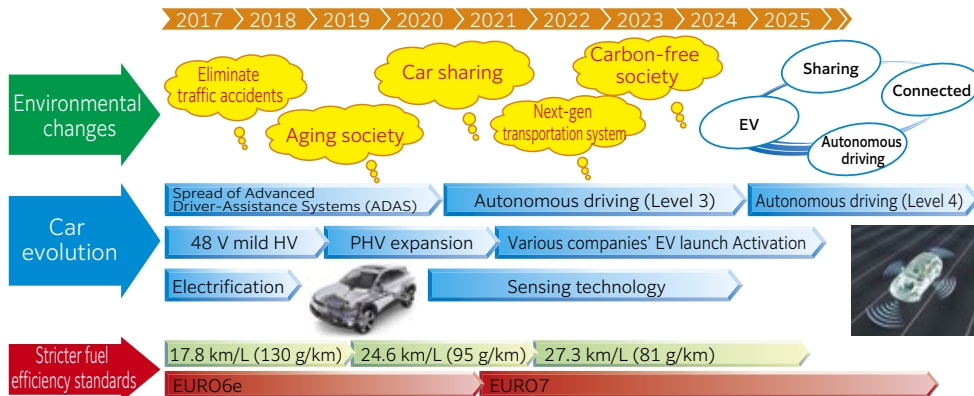 2017 2018 2019 2020 2021 2022 2023 2024 2025
Environmental
changes
Eliminate
traffic accidents
Aging society
Car sharing
Next-gen
transportation system
Carbon-free
society
Sharing
Connected
EV
Autonomous
driving
Car
evolution
Spread of Advanced
Driver-Assistance Systems (ADAS)
Autonomous driving (Level 3)
Autonomous driving (Level 4)
48 V mild HV
PHV expansion
Various companies’ EV launch Activation
Electrification
Sensing technology
Stricter fuel
efficiency standards
17.8 km/L (130 g/km)
24.6 km/L (95 g/km)
27.3 km/L (81 g/km)
EURO6e
EURO7